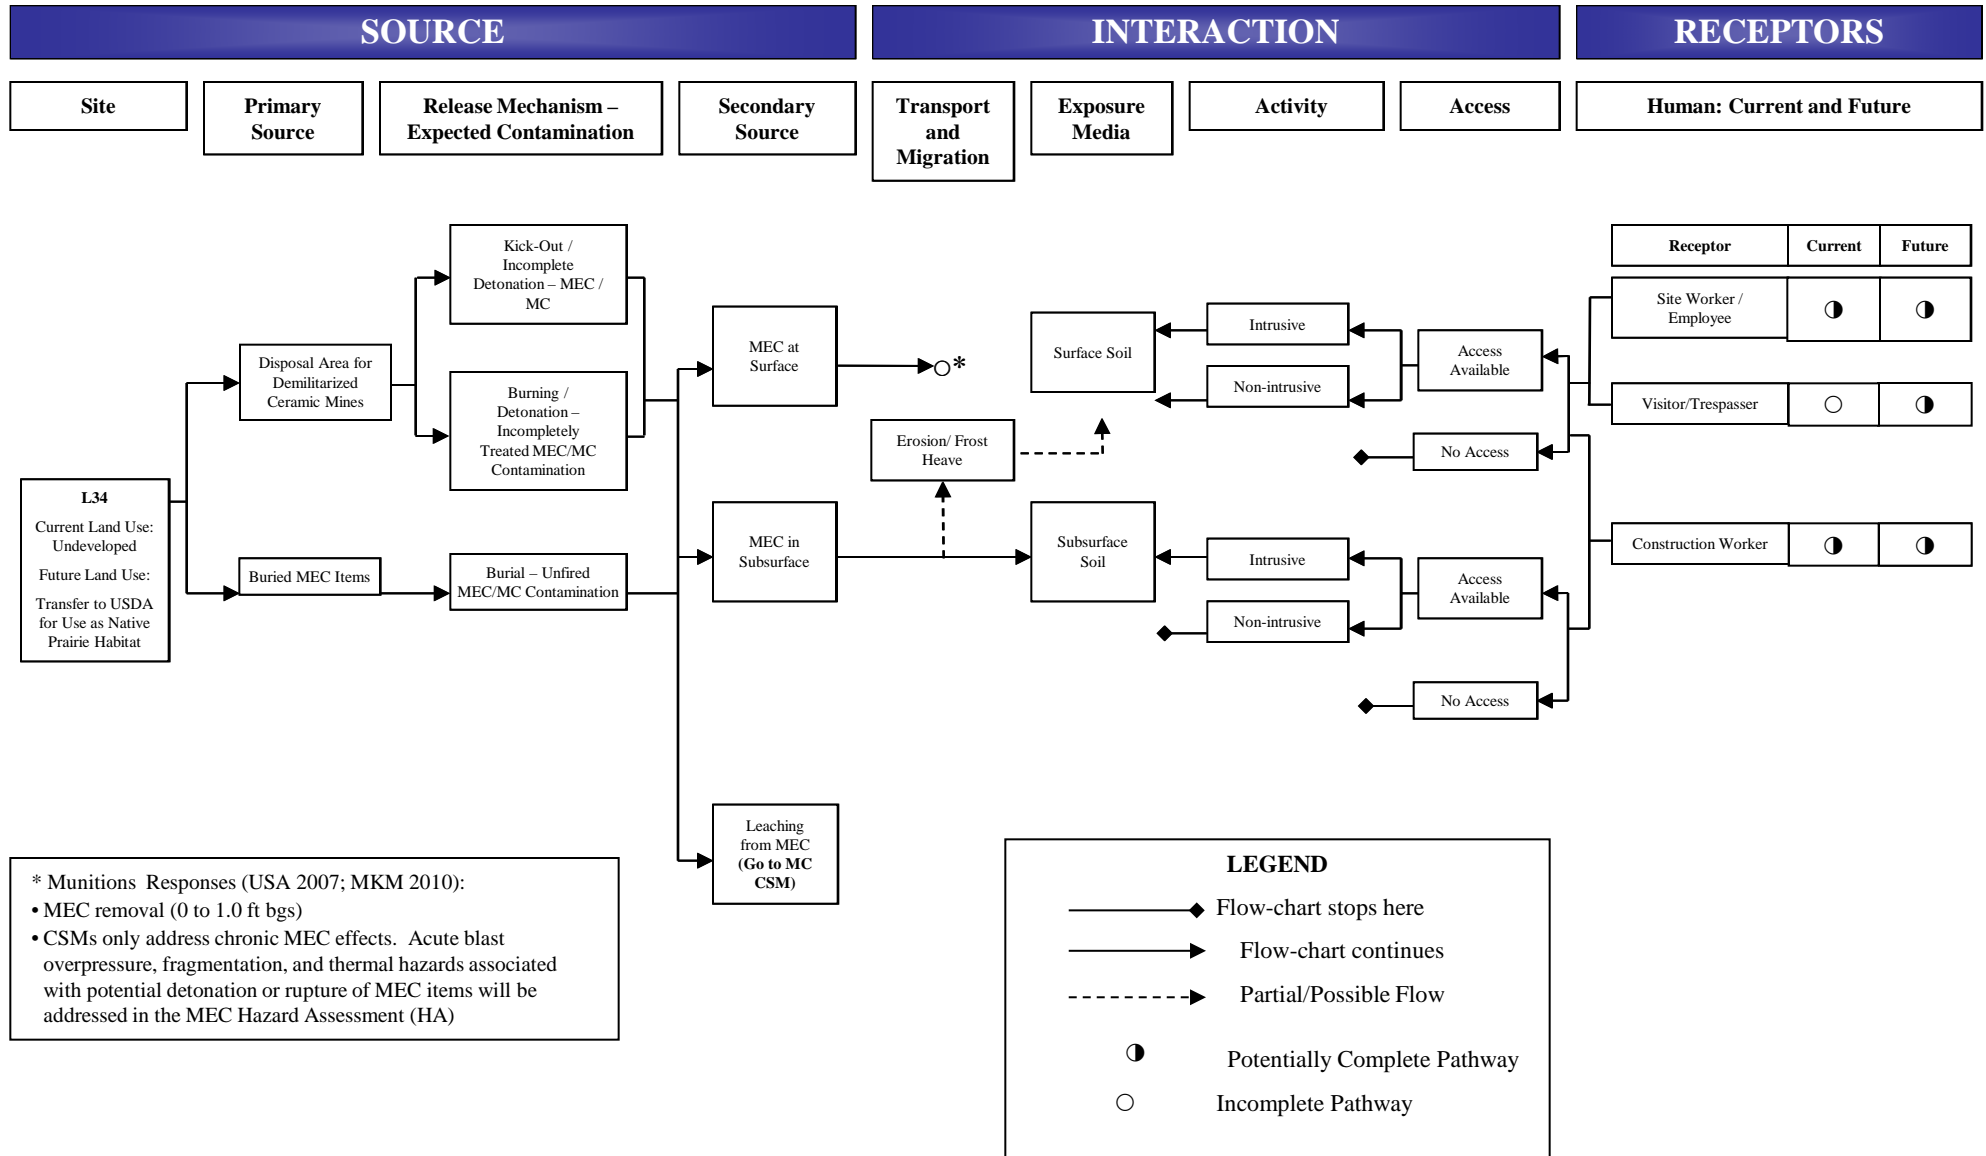 SOURCE
INTERACTION
RECEPTORS
Site
Primary
Source
Release Mechanism –
Expected Contamination
Secondary
Source
Transport
and
Migration
Exposure
Media
Activity
Access
Human: Current and Future
L34
Current Land Use:
Undeveloped
Future Land Use:
Transfer to USDA
for Use as Native
Prairie Habitat
Disposal Area for
Demilitarized
Ceramic Mines
Buried MEC Items
Kick-Out /
Incomplete
Detonation – MEC /
MC
Burning /
Detonation –
Incompletely
Treated MEC/MC
Contamination
Burial – Unfired
MEC/MC Contamination
MEC at
Surface
MEC in
Subsurface
Leaching
from MEC
(Go to MC
CSM)
*
Erosion/ Frost
Heave
Surface Soil
Subsurface
Soil
Intrusive
Non-intrusive
Intrusive
Non-intrusive
Access
Available
No Access
Access
Available
No Access
Receptor Current Future
Site Worker /
Employee
Visitor/Trespasser
Construction Worker
* Munitions Responses (USA 2007; MKM 2010):
• MEC removal (0 to 1.0 ft bgs)
• CSMs only address chronic MEC effects. Acute blast
overpressure, fragmentation, and thermal hazards associated
with potential detonation or rupture of MEC items will be
addressed in the MEC Hazard Assessment (HA)
LEGEND
Flow-chart stops here
Flow-chart continues
Partial/Possible Flow
Potentially Complete Pathway
Incomplete Pathway